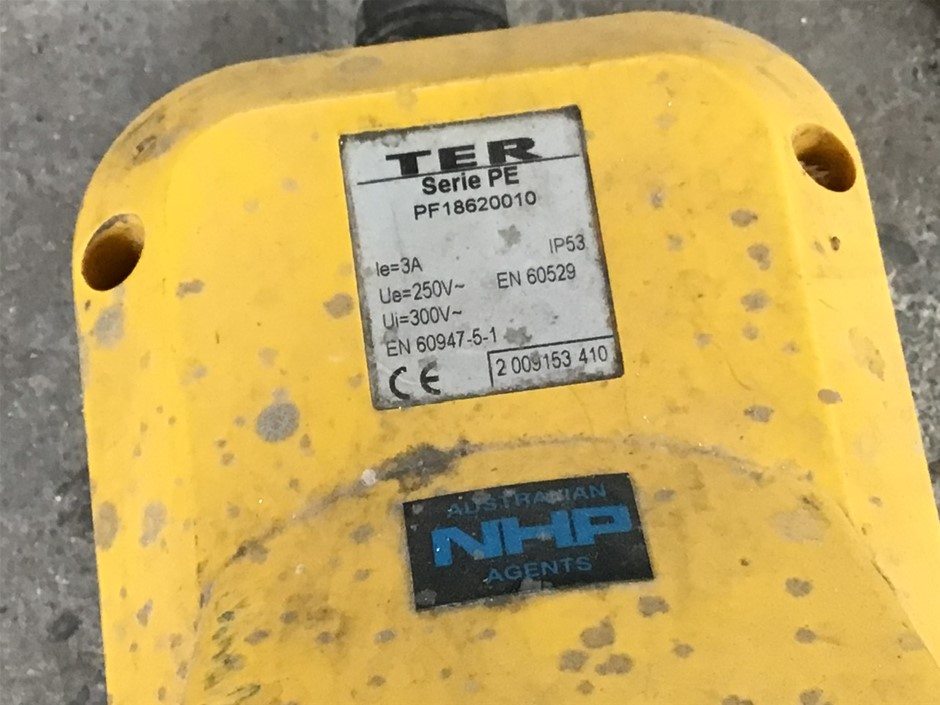 TER
Serie PE
PF18620010
Ie=3A IP53
Ue=250V~ EN 60529
Ui=300V~
EN 60947-5-1
CE 2 009153 410
AUSTRALIAN
NHP
AGENTS